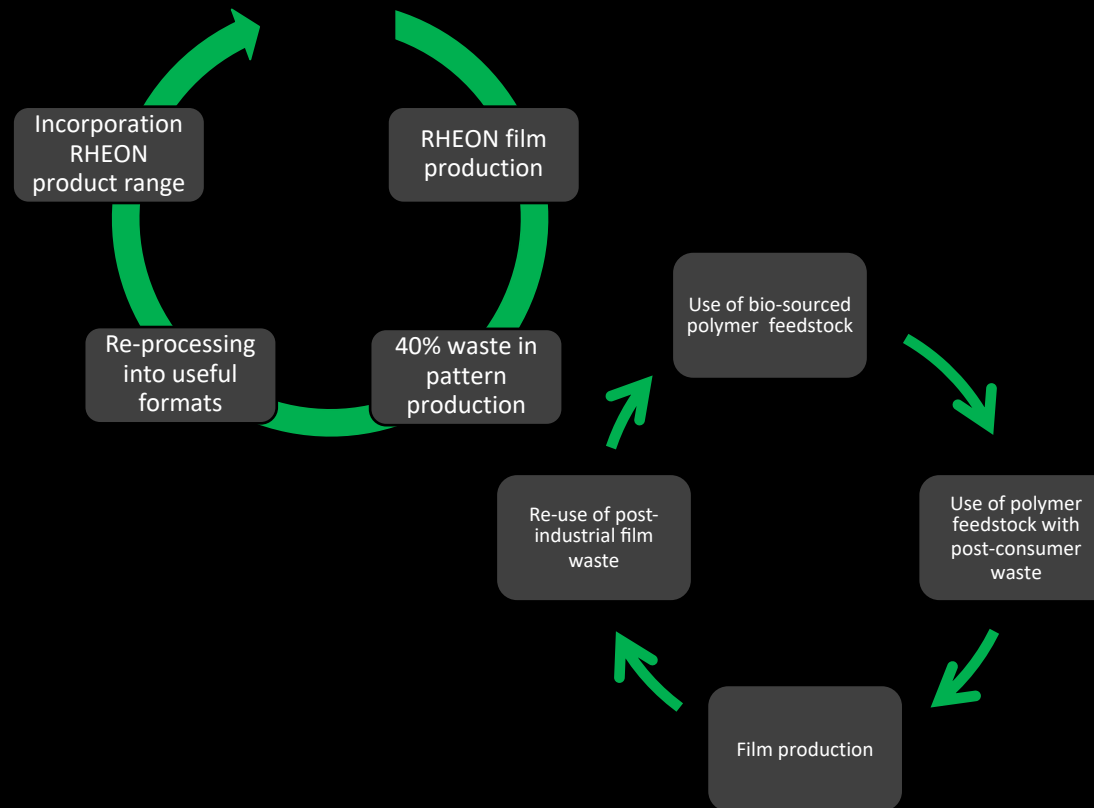 Incorporation
RHEON
product range
RHEON film
production
Re-processing
into useful
formats
40% waste in
pattern
production
Use of bio-sourced
polymer feedstock
Re-use of post-
industrial film
waste
Use of polymer
feedstock with
post-consumer
waste
Film production